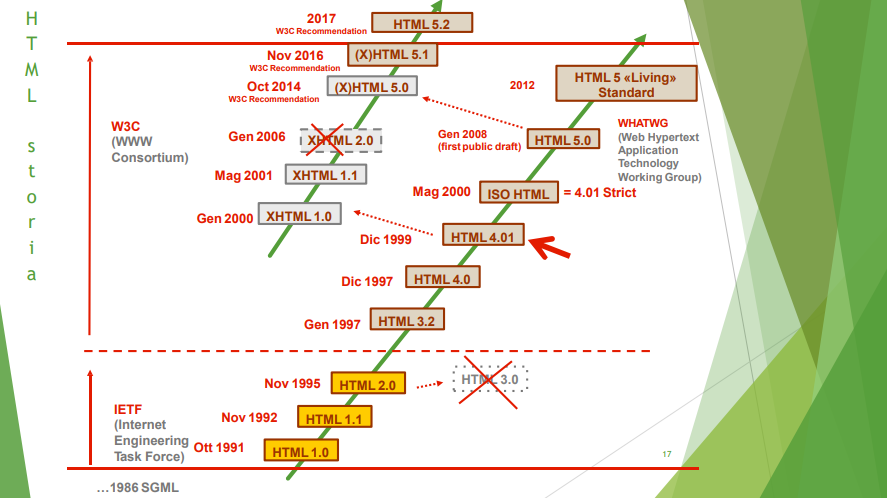 HTML storia
2017
W3C Recommendation
HTML 5.2
Nov 2016
W3C Recommendation
(X)HTML 5.1
Oct 2014
W3C Recommendation
(X)HTML 5.0
2012
HTML 5 «Living»
Standard
W3C
(WWW
Consortium)
Gen 2006
XHTML 2.0
Gen 2008
(first public draft)
HTML 5.0
WHATWG
(Web Hypertext
Application
Technology
Working Group)
Mag 2001
XHTML 1.1
Mag 2000
ISO HTML
= 4.01 Strict
Gen 2000
XHTML 1.0
Dic 1999
HTML 4.01
Dic 1997
HTML 4.0
Gen 1997
HTML 3.2
Nov 1995
HTML 2.0
HTML 3.0
IETF
(Internet
Engineering
Task Force)
Nov 1992
HTML 1.1
Ott 1991
HTML 1.0
17
…1986 SGML